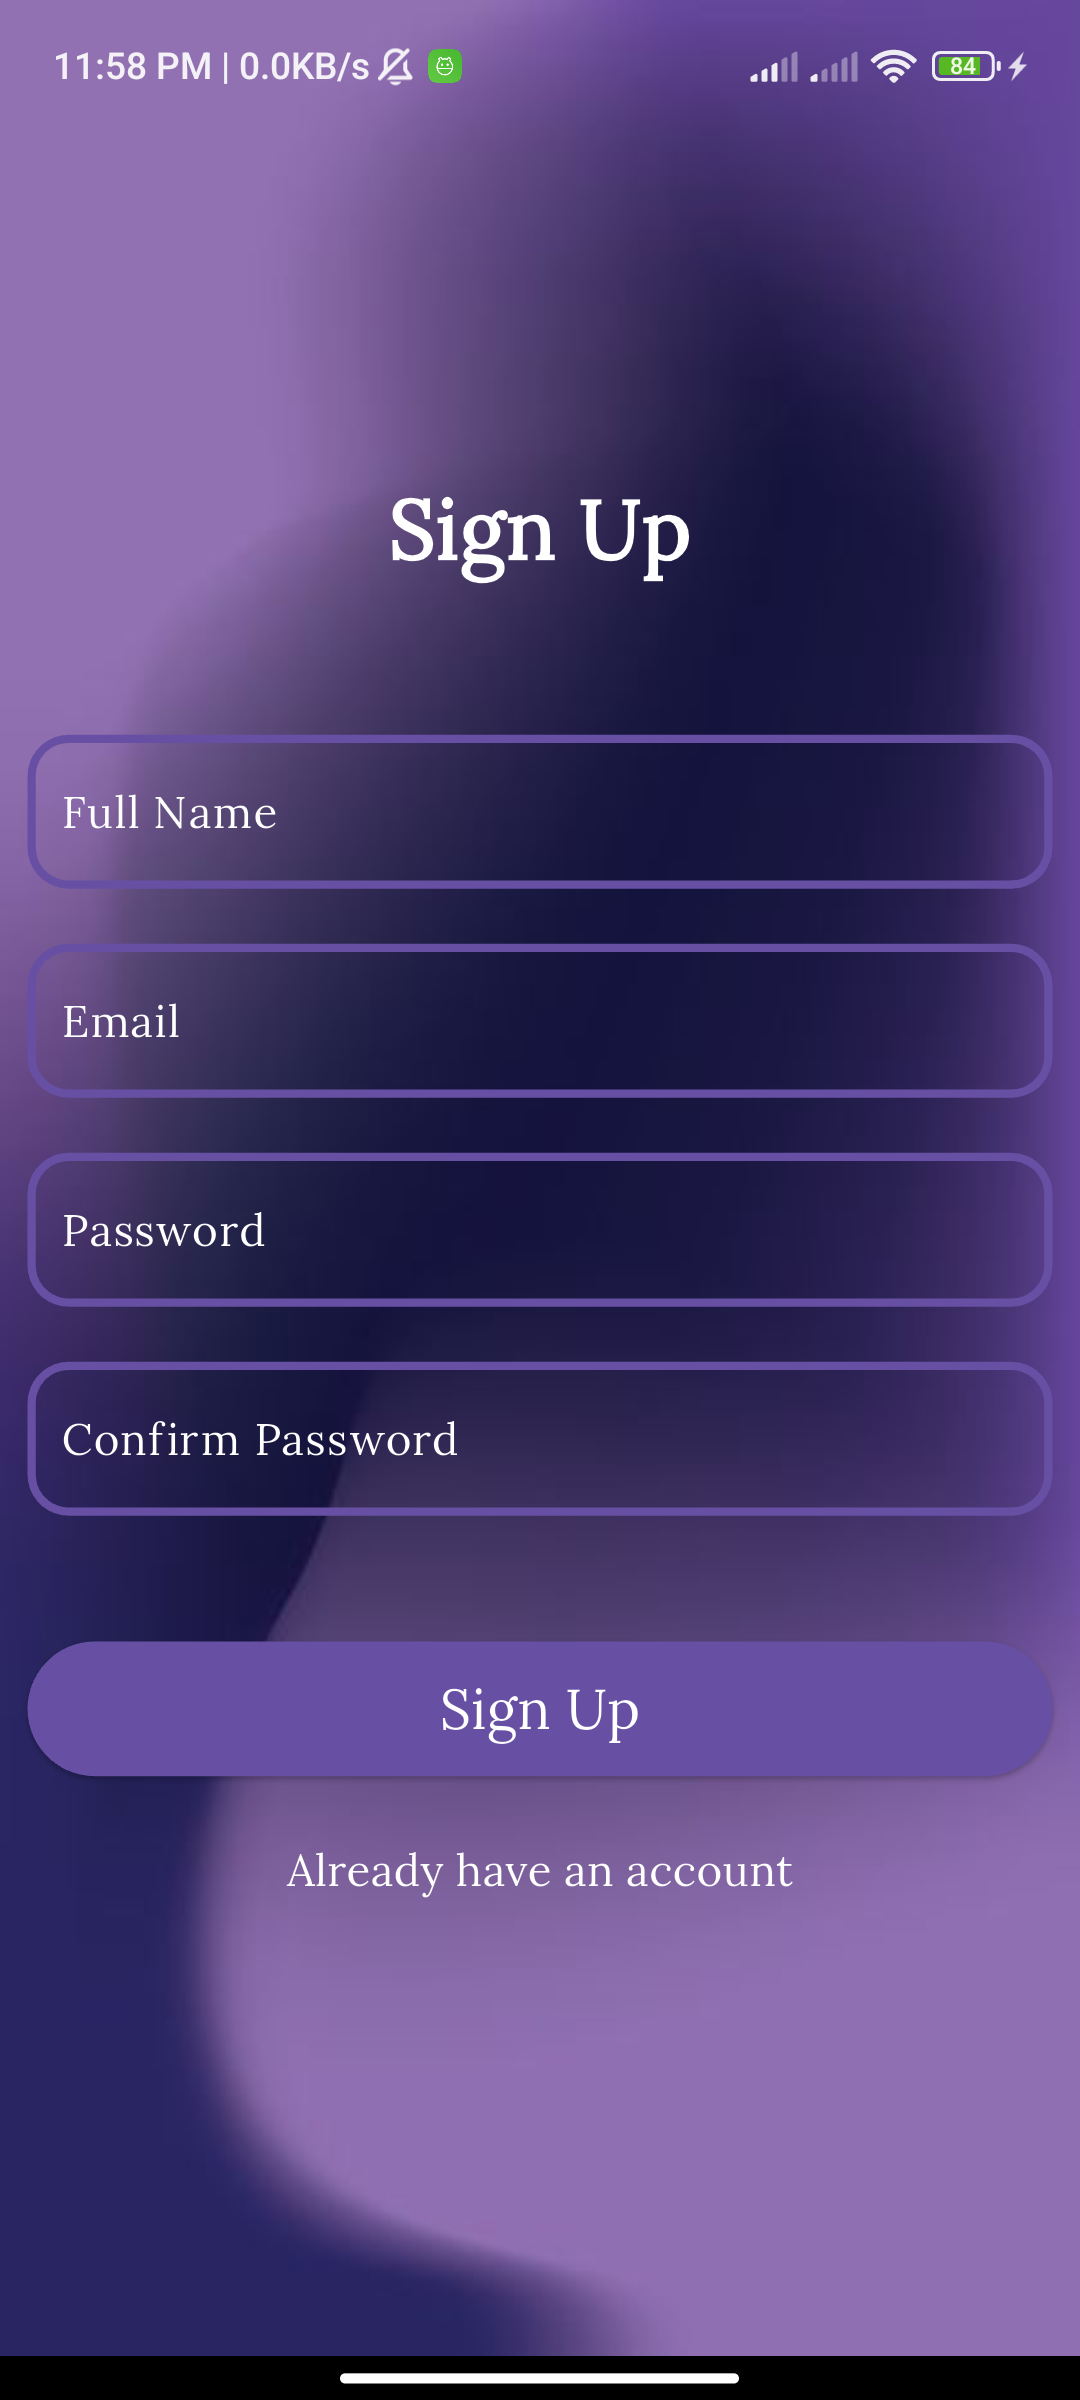 11:58 PM | 0.0KB/s 84
Sign Up
Full Name
Email
Password
Confirm Password
Sign Up
Already have an account